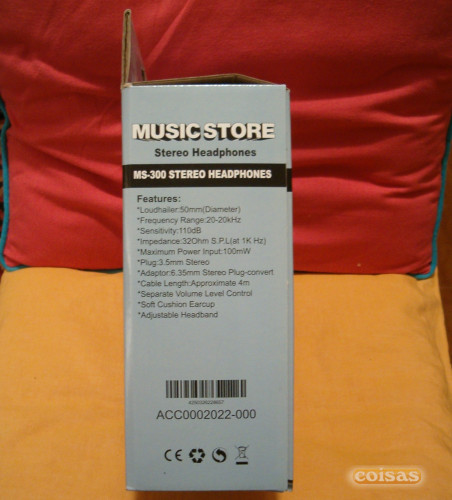 MUSIC STORE
Stereo Headphones
MS-300 STEREO HEADPHONES
Features:
*Loudhaller:50mm(Diameter)
*Frequency Range:20-20kHz
*Sensitivity:110dB
*Impedance:32Ohm S.P.L(at 1K Hz)
*Maximum Power Input:100mW
*Plug:3.5mm Stereo
*Adaptor:6.35mm Stereo Plug-convert
*Cable Length:Approximate 4m
*Separate Volume Level Control
*Soft Cushion Earcup
*Adjustable Headband
ACC0002022-000
CE
coisas